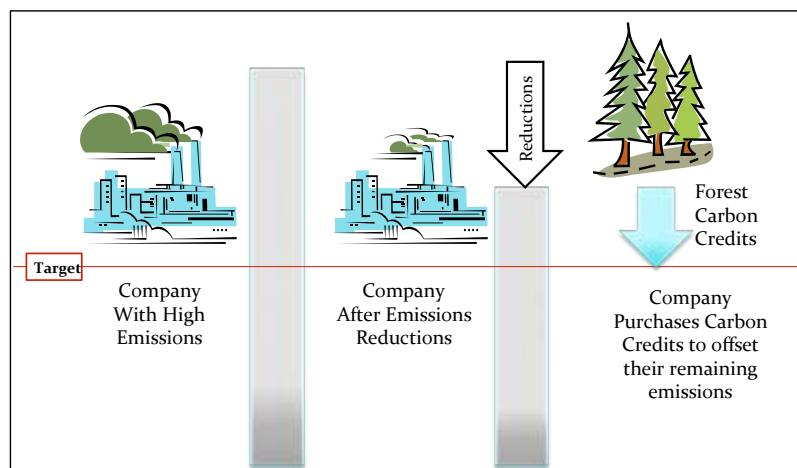 Reductions
Forest
Carbon
Credits
Target
Company
With High
Emissions
Company
After Emissions
Reductions
Company
Purchases Carbon
Credits to offset
their remaining
emissions